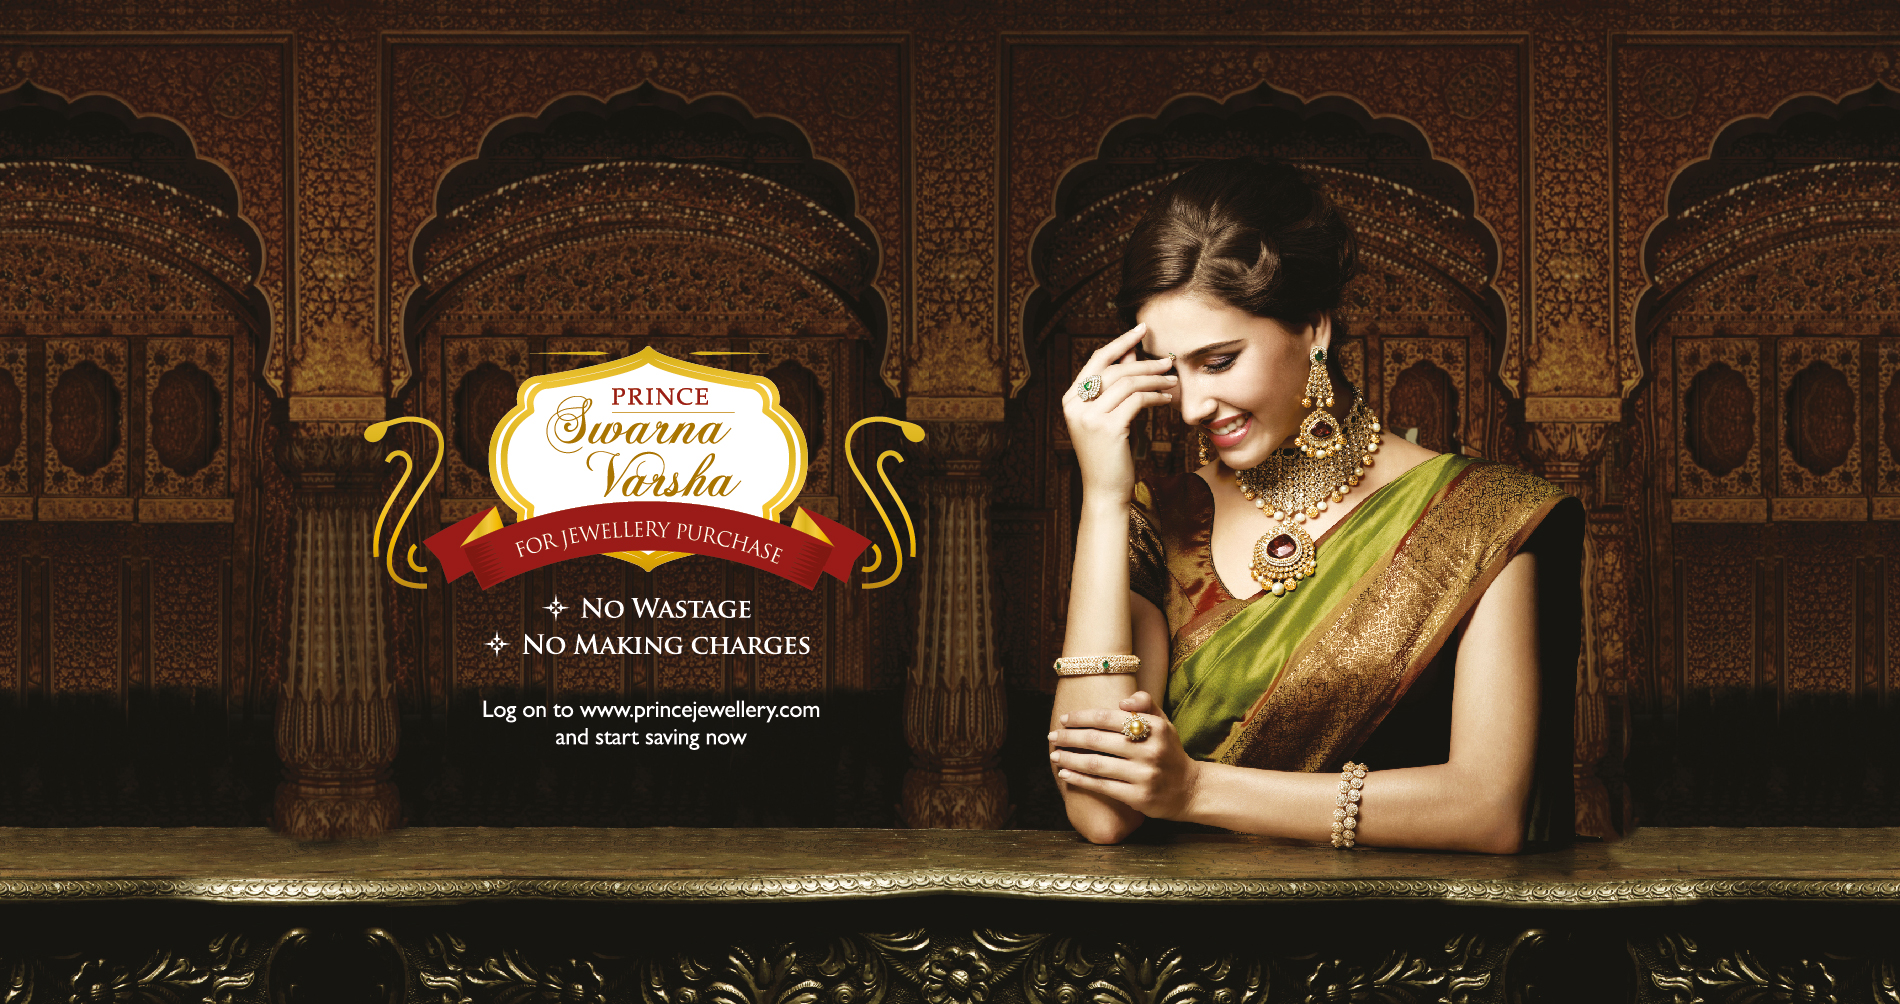 PRINCE
Swarna
Varsha
FOR JEWELLERY PURCHASE
No Wastage
No Making charges
Log on to www.princejewellery.com
and start saving now